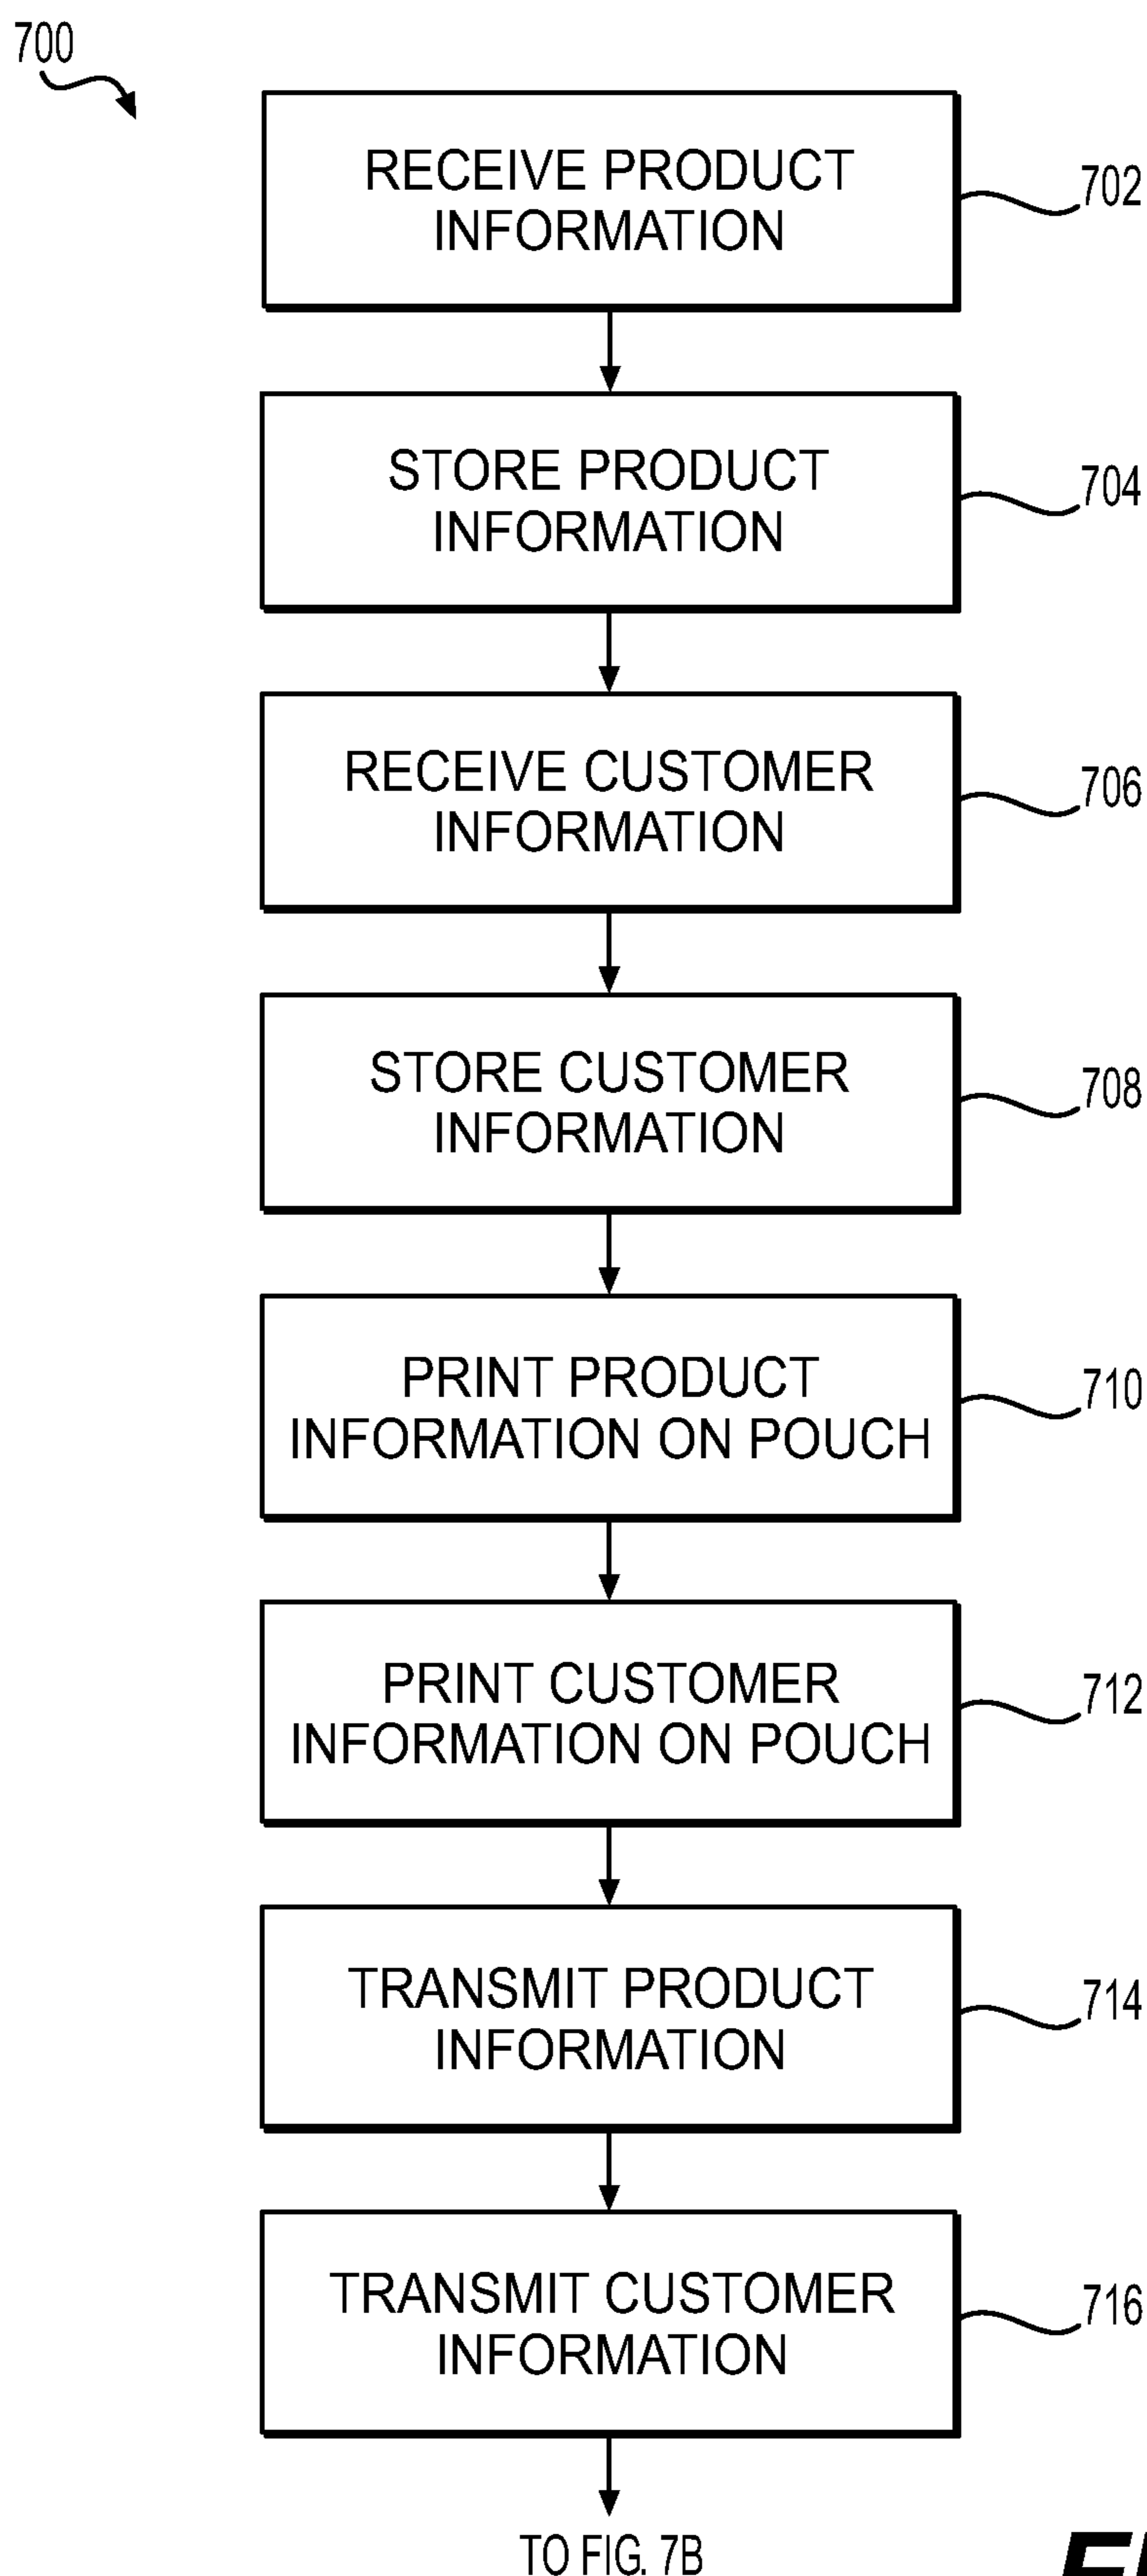 700
RECEIVE PRODUCT
INFORMATION
702
STORE PRODUCT
INFORMATION
704
RECEIVE CUSTOMER
INFORMATION
706
STORE CUSTOMER
INFORMATION
708
PRINT PRODUCT
INFORMATION ON POUCH
710
PRINT CUSTOMER
INFORMATION ON POUCH
712
TRANSMIT PRODUCT
INFORMATION
714
TRANSMIT CUSTOMER
INFORMATION
716
TO FIG. 7B